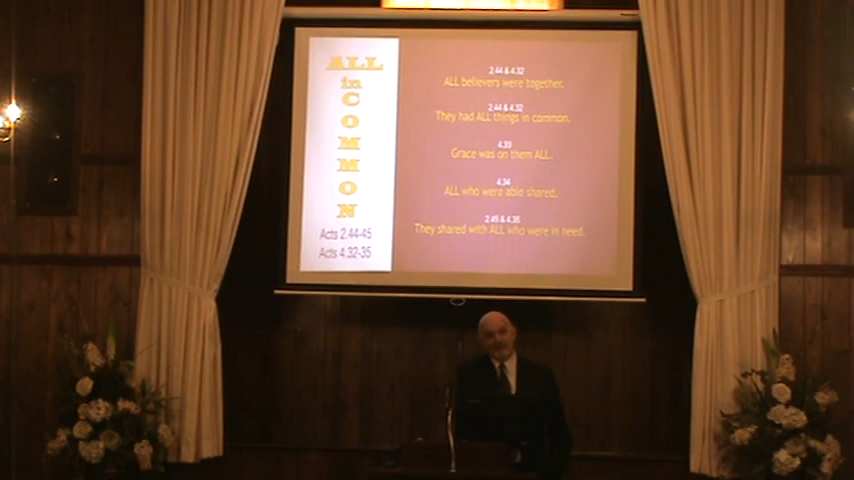 ALL
in
COMMON
Acts 2.44-45
Acts 4.32-35
2.44 & 4.32
ALL believers were together.
2.44 & 4.32
They had ALL things in common.
4.33
Grace was on them ALL.
4.34
ALL who were able shared.
2.45 & 4.35
They shared with ALL who were in need.